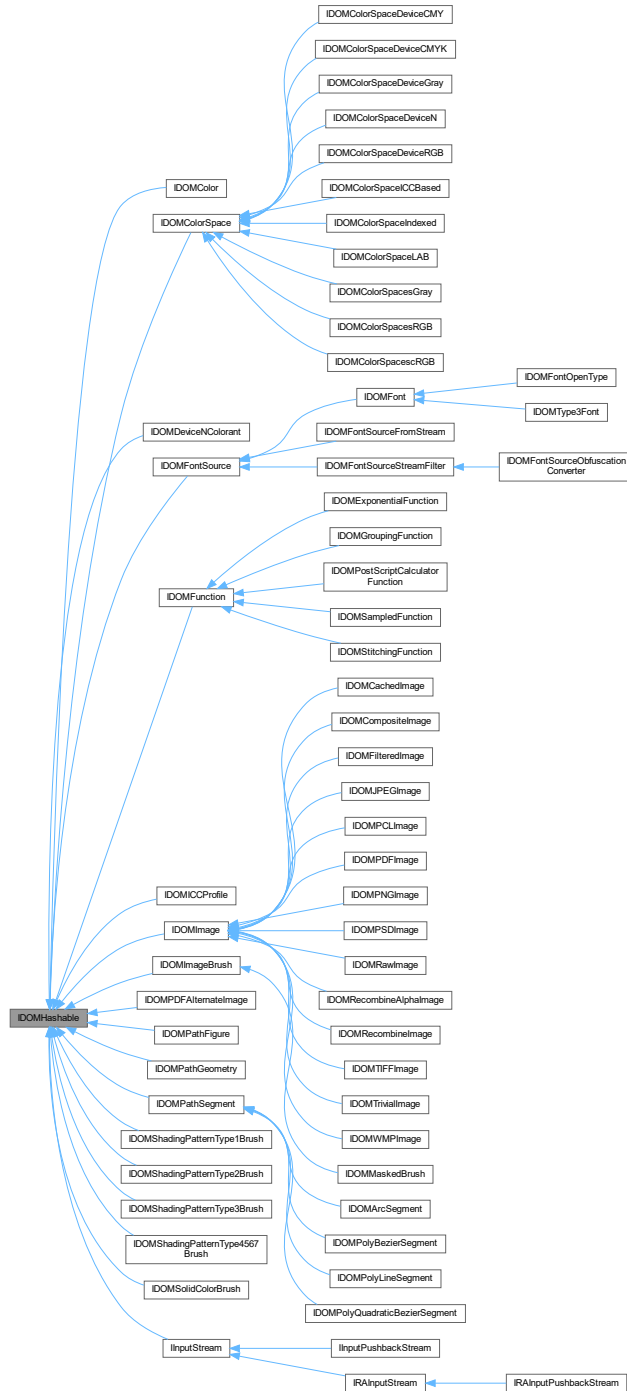 IDOMColorSpaceDeviceCMY
IDOMColorSpaceDeviceCMYK
IDOMColorSpaceDeviceGray
IDOMColorSpaceDeviceN
IDOMColorSpaceDeviceRGB
IDOMColor
IDOMColorSpaceICCBased
IDOMColorSpace
IDOMColorSpaceIndexed
IDOMColorSpaceLAB
IDOMColorSpacesGray
IDOMColorSpacesRGB
IDOMColorSpacescRGB
IDOMFontOpenType
IDOMFont
IDOMType3Font
IDOMDeviceNColorant
IDOMFontSourceFromStream
IDOMFontSource
IDOMFontSourceStreamFilter
IDOMFontSourceObfuscation
Converter
IDOMExponentialFunction
IDOMGroupingFunction
IDOMPostScriptCalculator
Function
IDOMFunction
IDOMSampledFunction
IDOMStitchingFunction
IDOMCachedImage
IDOMCompositeImage
IDOMFilteredImage
IDOMJPEGImage
IDOMPCLImage
IDOMPDFImage
IDOMICCProfile
IDOMPNGImage
IDOMImage
IDOMPSDImage
IDOMImageBrush
IDOMRawImage
IDOMPDFAlternateImage
IDOMRecombineAlphaImage
IDOMHashable
IDOMPathFigure
IDOMRecombineImage
IDOMPathGeometry
IDOMTIFFImage
IDOMPathSegment
IDOMTrivialImage
IDOMShadingPatternType1Brush
IDOMWMPImage
IDOMShadingPatternType2Brush
IDOMMaskedBrush
IDOMShadingPatternType3Brush
IDOMArcSegment
IDOMShadingPatternType4567
Brush
IDOMPolyBezierSegment
IDOMSolidColorBrush
IDOMPolyLineSegment
IDOMPolyQuadraticBezierSegment
IInputStream
IInputPushbackStream
IRAInputStream
IRAInputPushbackStream